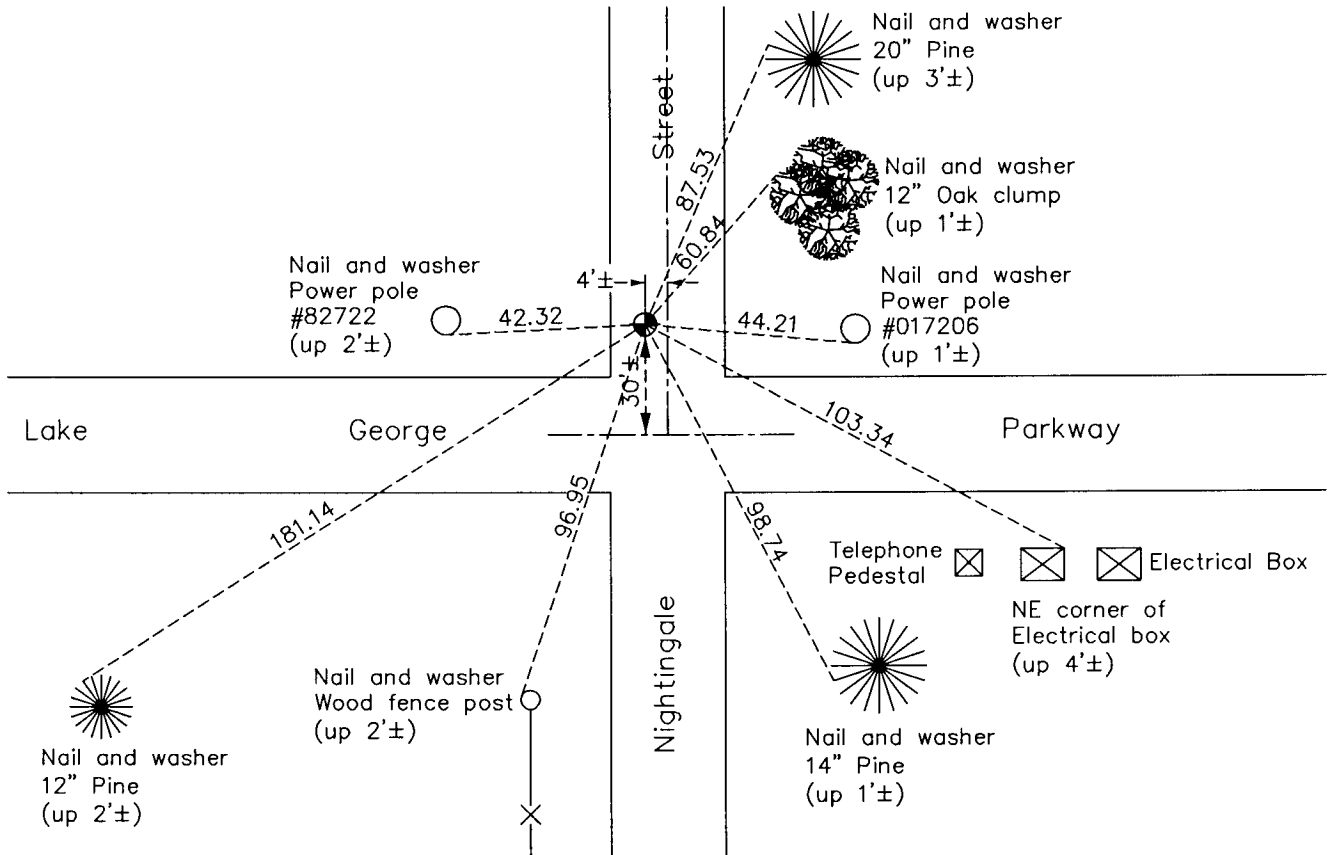 Nail and washer
20" Pine
(up 3'±)
Street
87.53
Nail and washer
12" Oak clump
(up 1'±)
60.84
4'±
Nail and washer
Power pole
#82722
(up 2'±)
42.32
44.21
Nail and washer
Power pole
#017206
(up 1'±)
30'±
Lake George Parkway
103.34
181.14
96.95
98.74
Telephone
Pedestal
Electrical Box
NE corner of
Electrical box
(up 4'±)
Nightingale
Nail and washer
Wood fence post
(up 2'±)
Nail and washer
12" Pine
(up 2'±)
Nail and washer
14" Pine
(up 1'±)